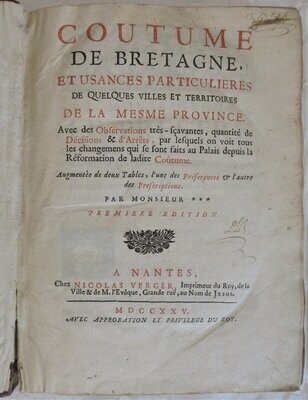 COUTUME
DE BRETAGNE,
ET USANCES PARTICULIERES
DE QUELQUES VILLES ET TERRITOIRES
DE LA MESME PROVINCE.
Avec des Observations très-sçavantes, quantité de
Décisions & d'Arrêts, par lesquels on voit tous
les changemens qui se sont faits au Palais depuis la
Réformation de ladite Coûtume.
Augmentée de deux Tables, l'une des Préferences & l'autre
des Prescriptions.
PAR MONSIEUR ***
PREMIERE EDITION.
A NANTES,
Chez NICOLAS VERGER, Imprimeur du Roy, de la
Ville & de M. l'Evêque, Grande ruë, au Nom de JESUS.
MDCCXXV.
AVEC APPROBATION ET PRIVILEGE DU ROY.